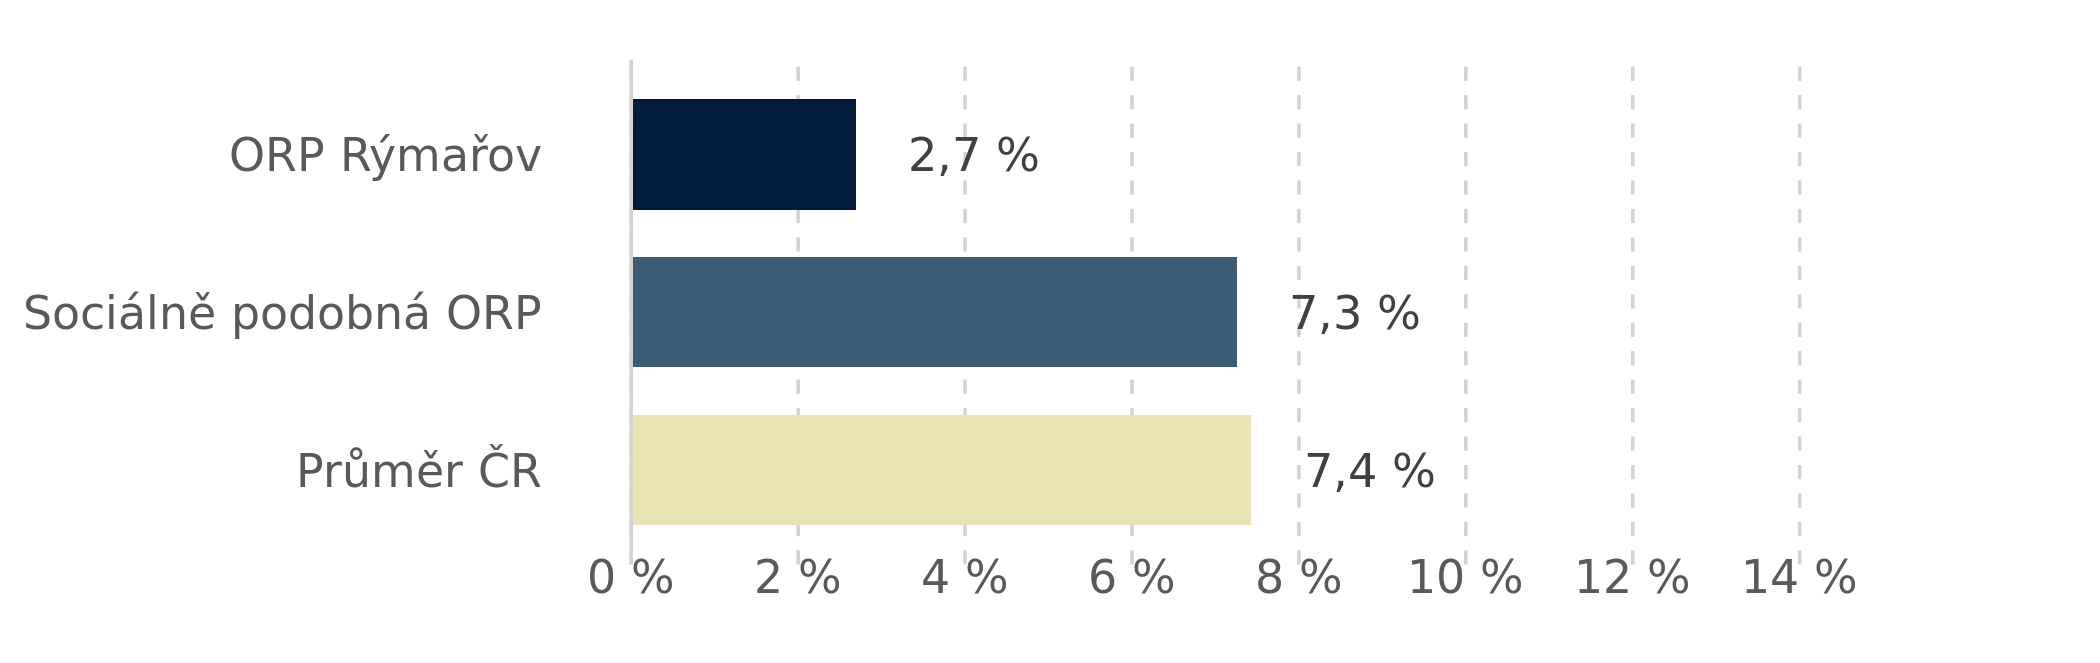 ORP Rýmařov 2,7 %
Sociálně podobná ORP 7,3 %
Průměr ČR 7,4 %
0 % 2 % 4 % 6 % 8 % 10 % 12 % 14 %